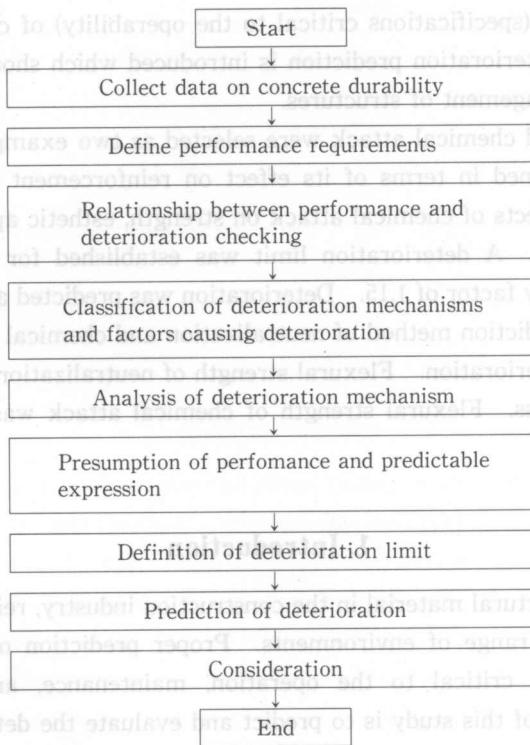 Start
Collect data on concrete durability
Define performance requirements
Relationship between performance and
deterioration checking
Classification of deterioration mechanisms
and factors clausing deterioration
Analysis of deterioration mechanism
Presumption of perfomance and predictable
expression
Definition of deterioration limit
Prediction of deterioration
Consideration
End